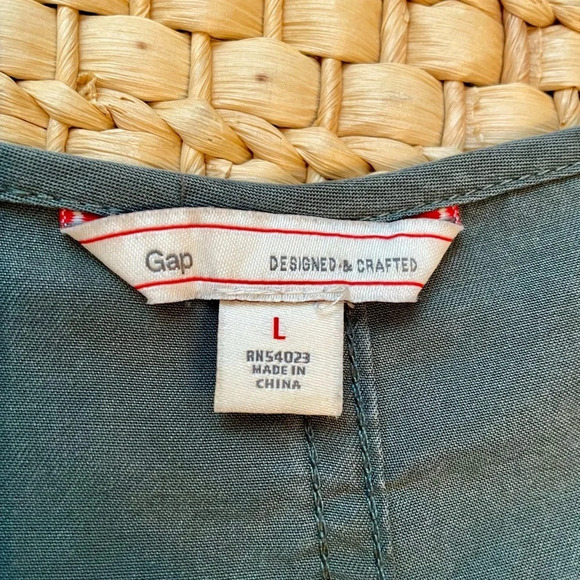 Gap DESIGNED & CRAFTED
L
RN54023
MADE IN
CHINA